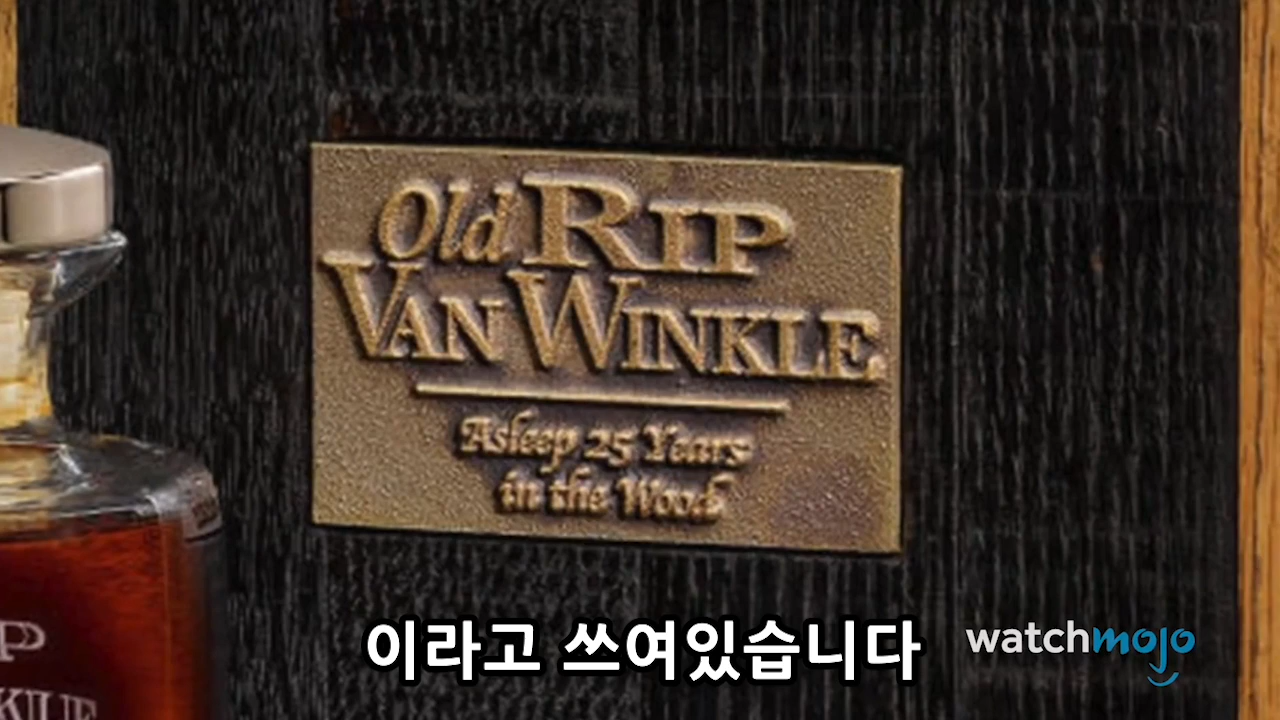 Old RIP
VAN WINKLE
Asleep 25 Years
in the Wood
이라고 쓰여있습니다
watchmojo